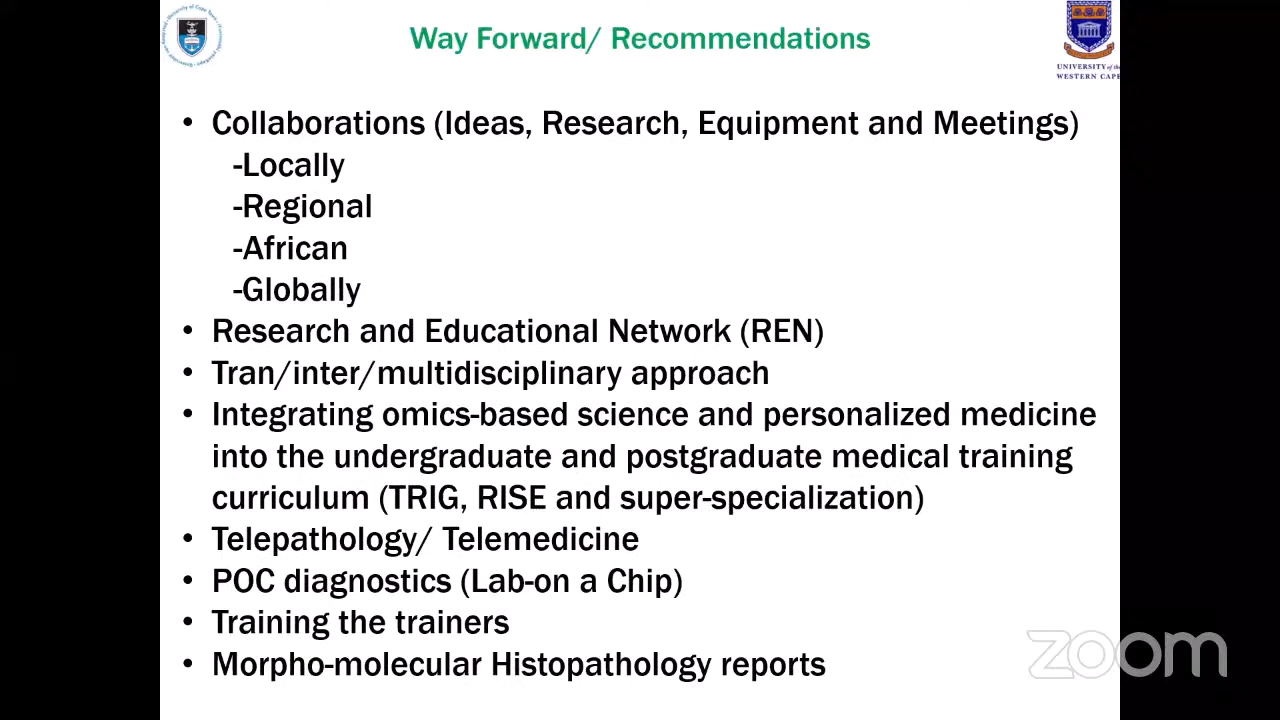 Way Forward/ Recommendations
UNIVERSITY of the
WESTERN CAPE
• Collaborations (Ideas, Research, Equipment and Meetings)
-Locally
-Regional
-African
-Globally
• Research and Educational Network (REN)
• Tran/inter/multidisciplinary approach
• Integrating omics-based science and personalized medicine
into the undergraduate and postgraduate medical training
curriculum (TRIG, RISE and super-specialization)
• Telepathology/ Telemedicine
• POC diagnostics (Lab-on a Chip)
• Training the trainers
• Morpho-molecular Histopathology reports
zoom